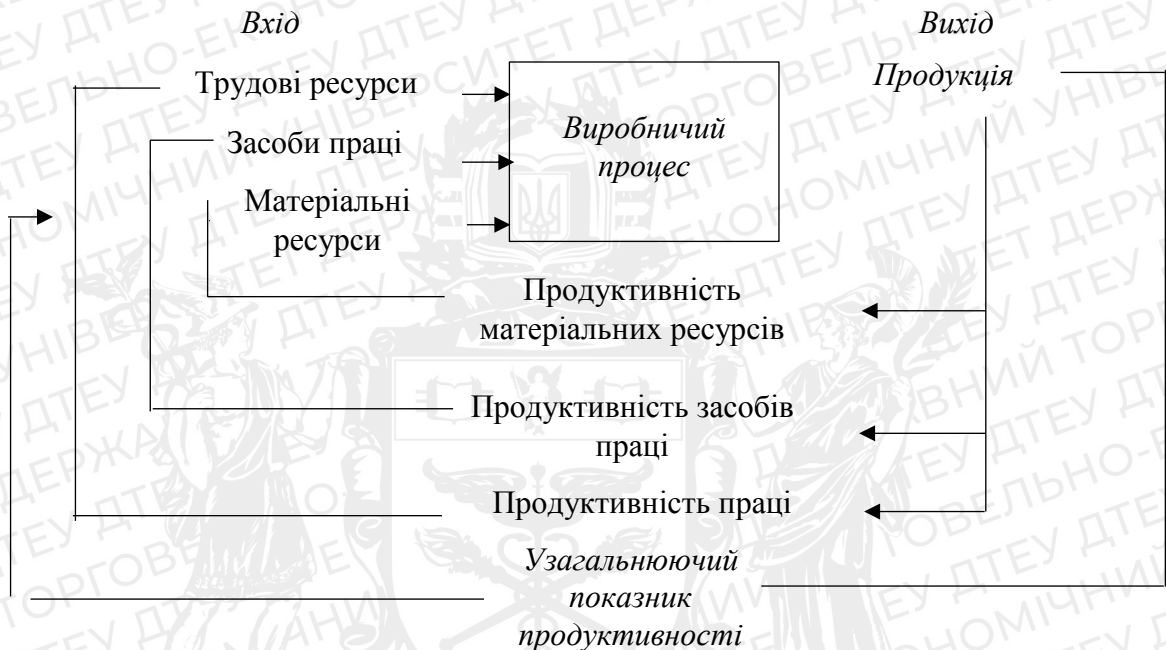 Вхід
Вихід
Трудові ресурси
Продукція
Засоби праці
Виробничий
процес
Матеріальні
ресурси
Продуктивність
матеріальних ресурсів
Продуктивність засобів
праці
Продуктивність праці
Узагальнюючий
показник
продуктивності